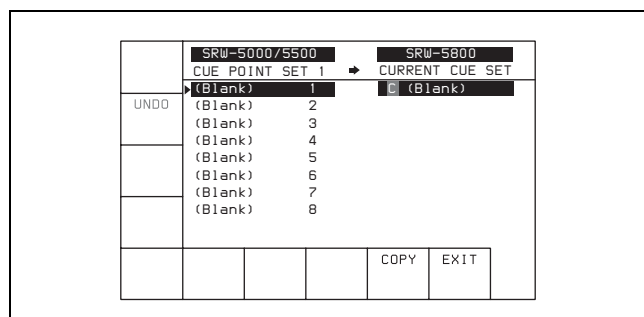 SRW-5000/5500 SRW-5800
CUE POINT SET 1 ➡ CURRENT CUE SET
▶(Blank) 1 C (Blank)
UNDO (Blank) 2
(Blank) 3
(Blank) 4
(Blank) 5
(Blank) 6
(Blank) 7
(Blank) 8
COPY EXIT